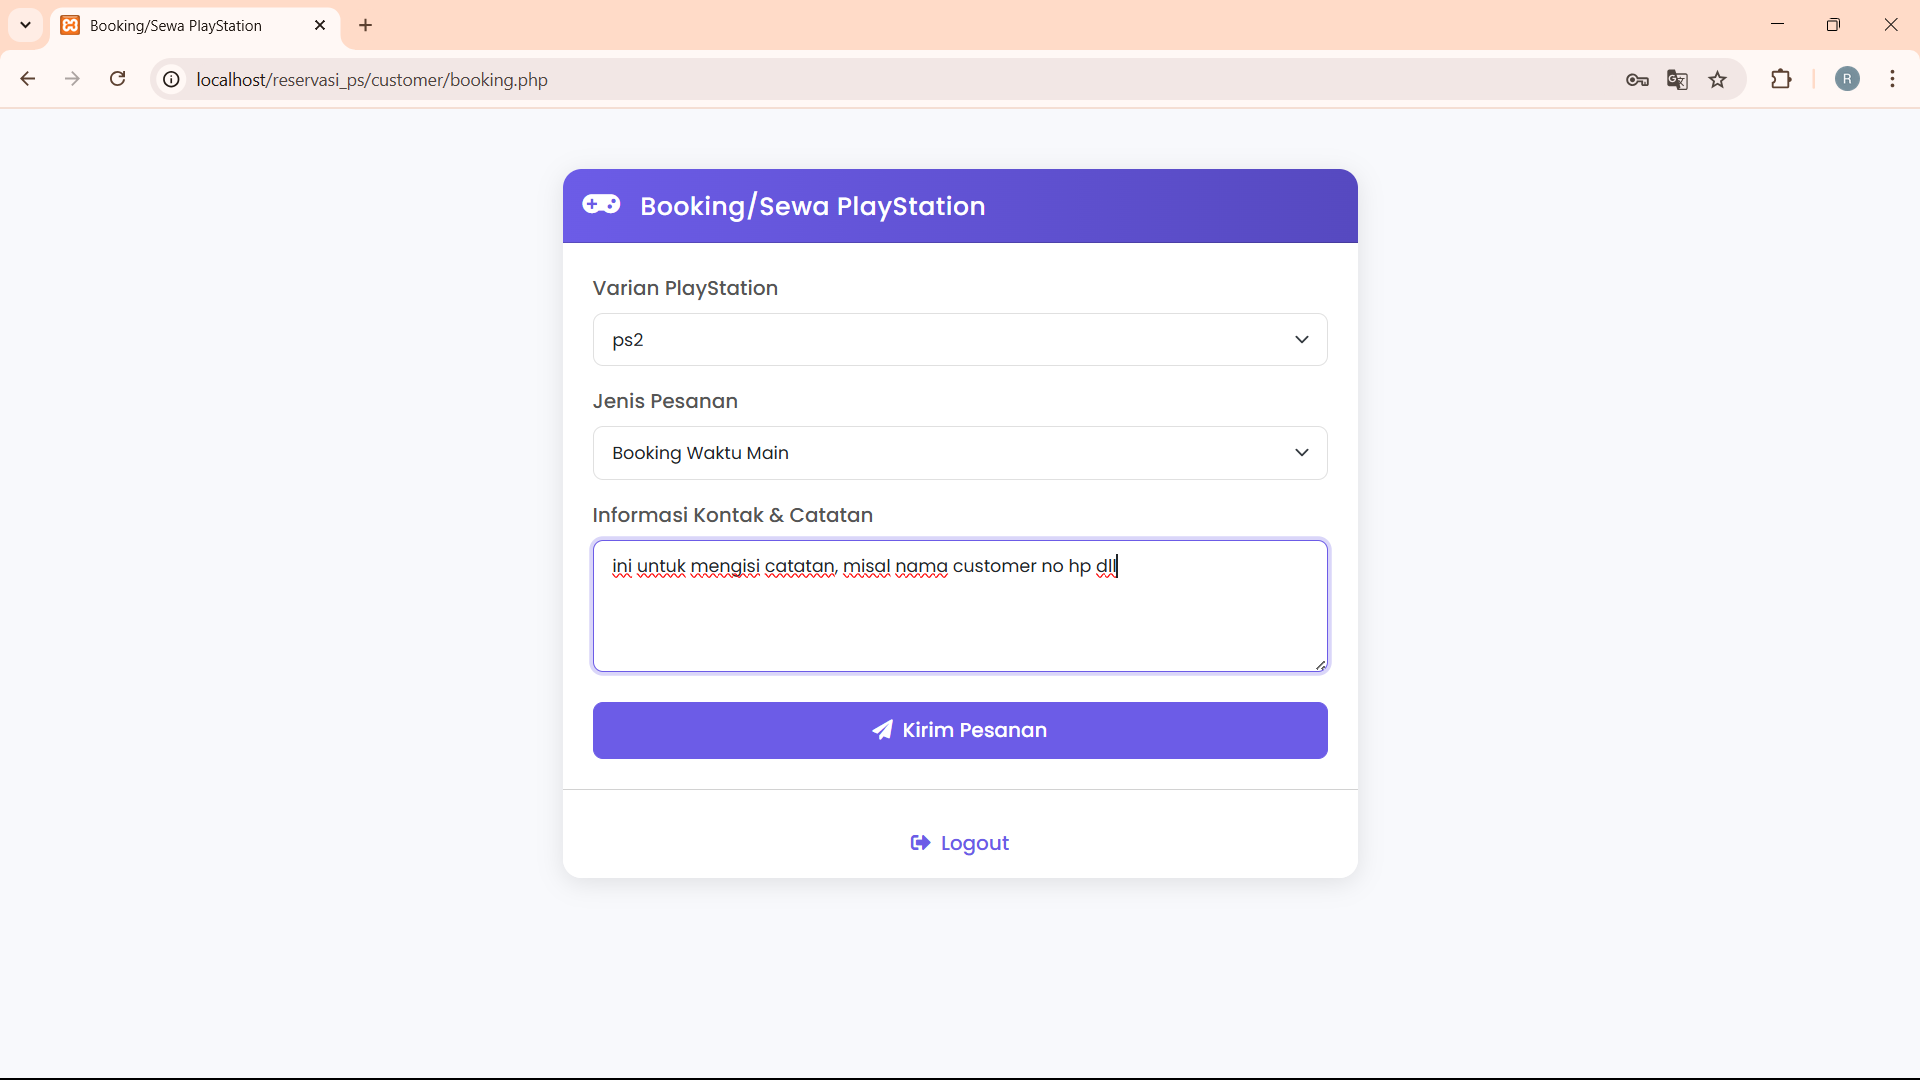 Booking/Sewa PlayStation
localhost/reservasi_ps/customer/booking.php
R
Booking/Sewa PlayStation
Varian PlayStation
ps2
Jenis Pesanan
Booking Waktu Main
Informasi Kontak & Catatan
ini untuk mengisi catatan, misal nama customer no hp dll
Kirim Pesanan
Logout